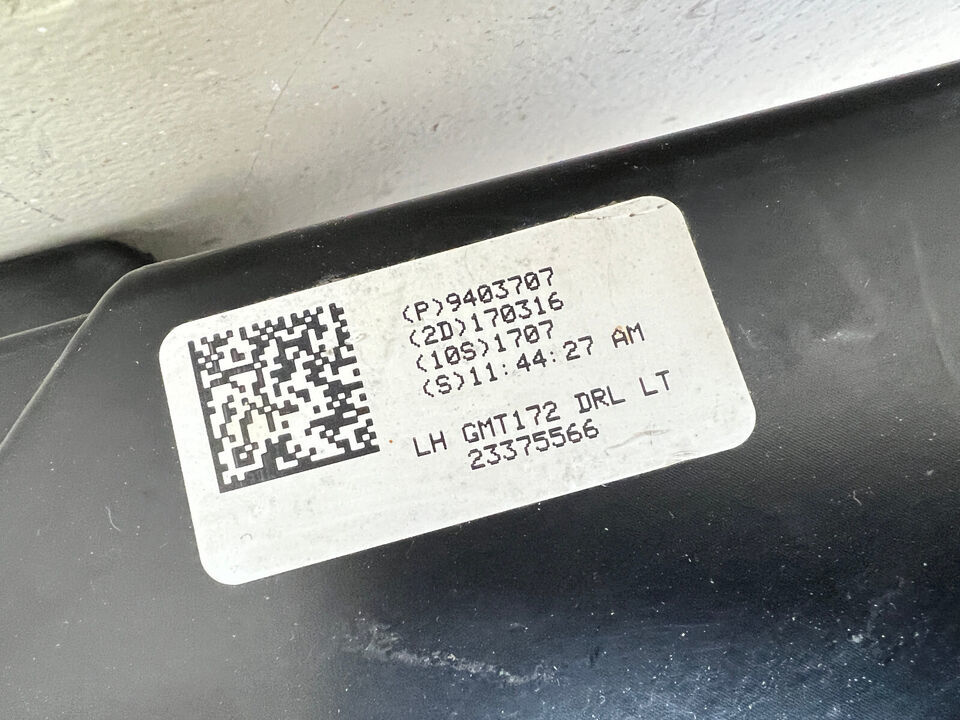 (P)9403707
(2D)170316
(10S)1707
(S)11:44:27 AM
LH GMT172 DRL LT
23375566